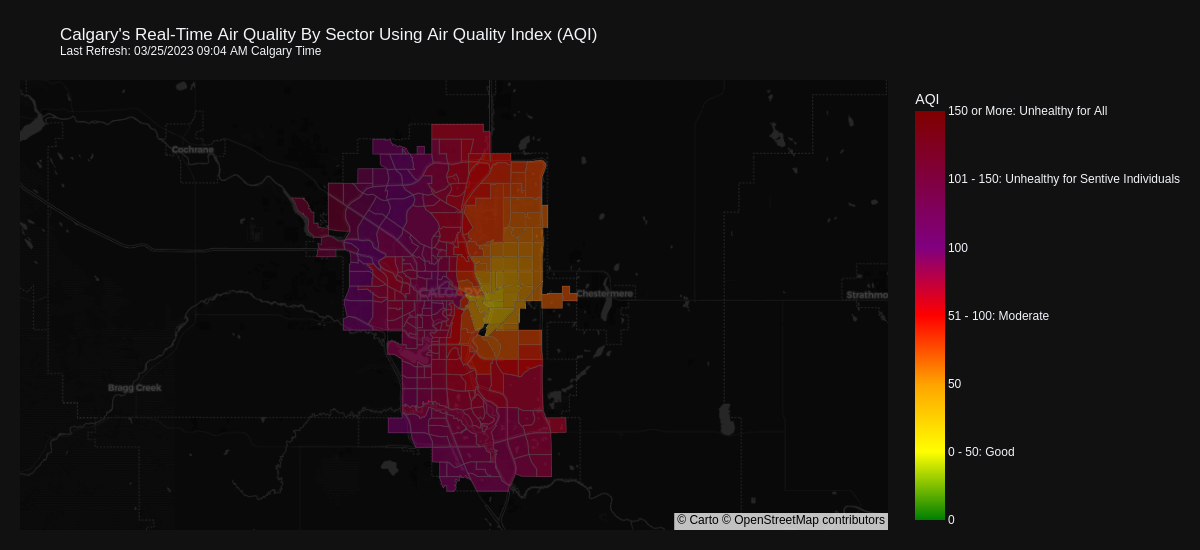 Calgary's Real-Time Air Quality By Sector Using Air Quality Index (AQI)
Last Refresh: 03/25/2023 09:04 AM Calgary Time
AQI
150 or More: Unhealthy for All
Cochrane
101 - 150: Unhealthy for Sentive Individuals
100
CALGARY
Chestermere
Strathmo
51 - 100: Moderate
Bragg Creek
50
0 - 50: Good
0
© Carto © OpenStreetMap contributors